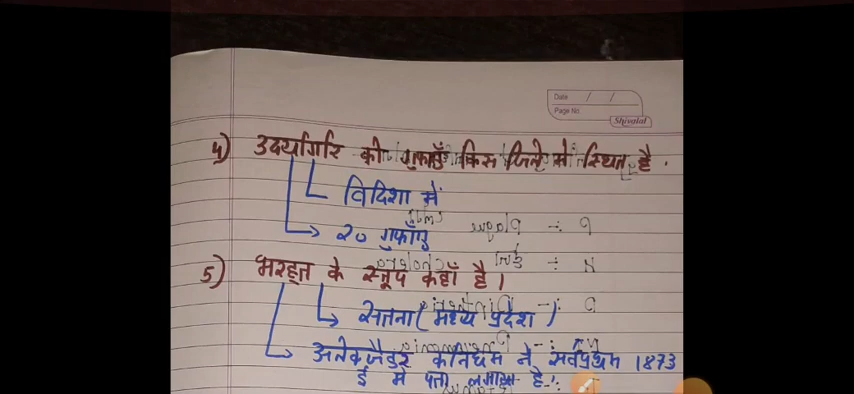 Date / /
Page No.
Shivalal
4) उदयगिरि की गुफाएँ किस जिले मे स्थित है .
विदिशा में
२० गुफाँए
5) भरहुत के स्तूप कहाँ है ।
सतना ( मध्य प्रदेश )
अलेक्जेंडर कनिंघम ने सर्वप्रथम 1873
ई मे पता लगाया है ।